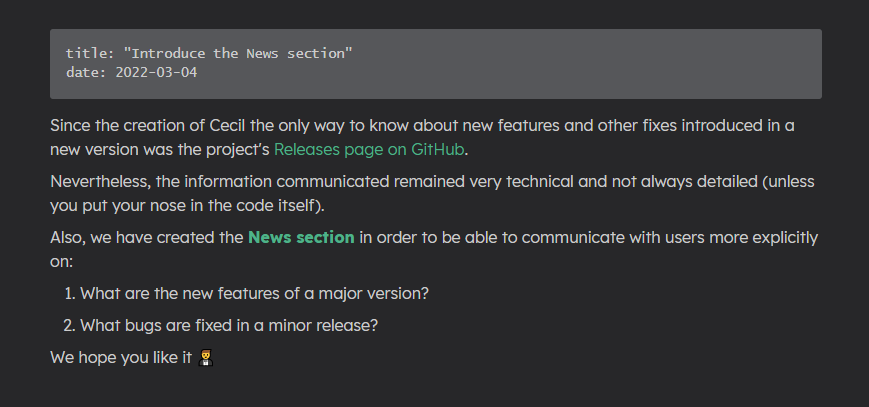 title: "Introduce the News section"
date: 2022-03-04
Since the creation of Cecil the only way to know about new features and other fixes introduced in a
new version was the project's Releases page on GitHub.
Nevertheless, the information communicated remained very technical and not always detailed (unless
you put your nose in the code itself).
Also, we have created the News section in order to be able to communicate with users more explicitly
on:
1. What are the new features of a major version?
2. What bugs are fixed in a minor release?
We hope you like it